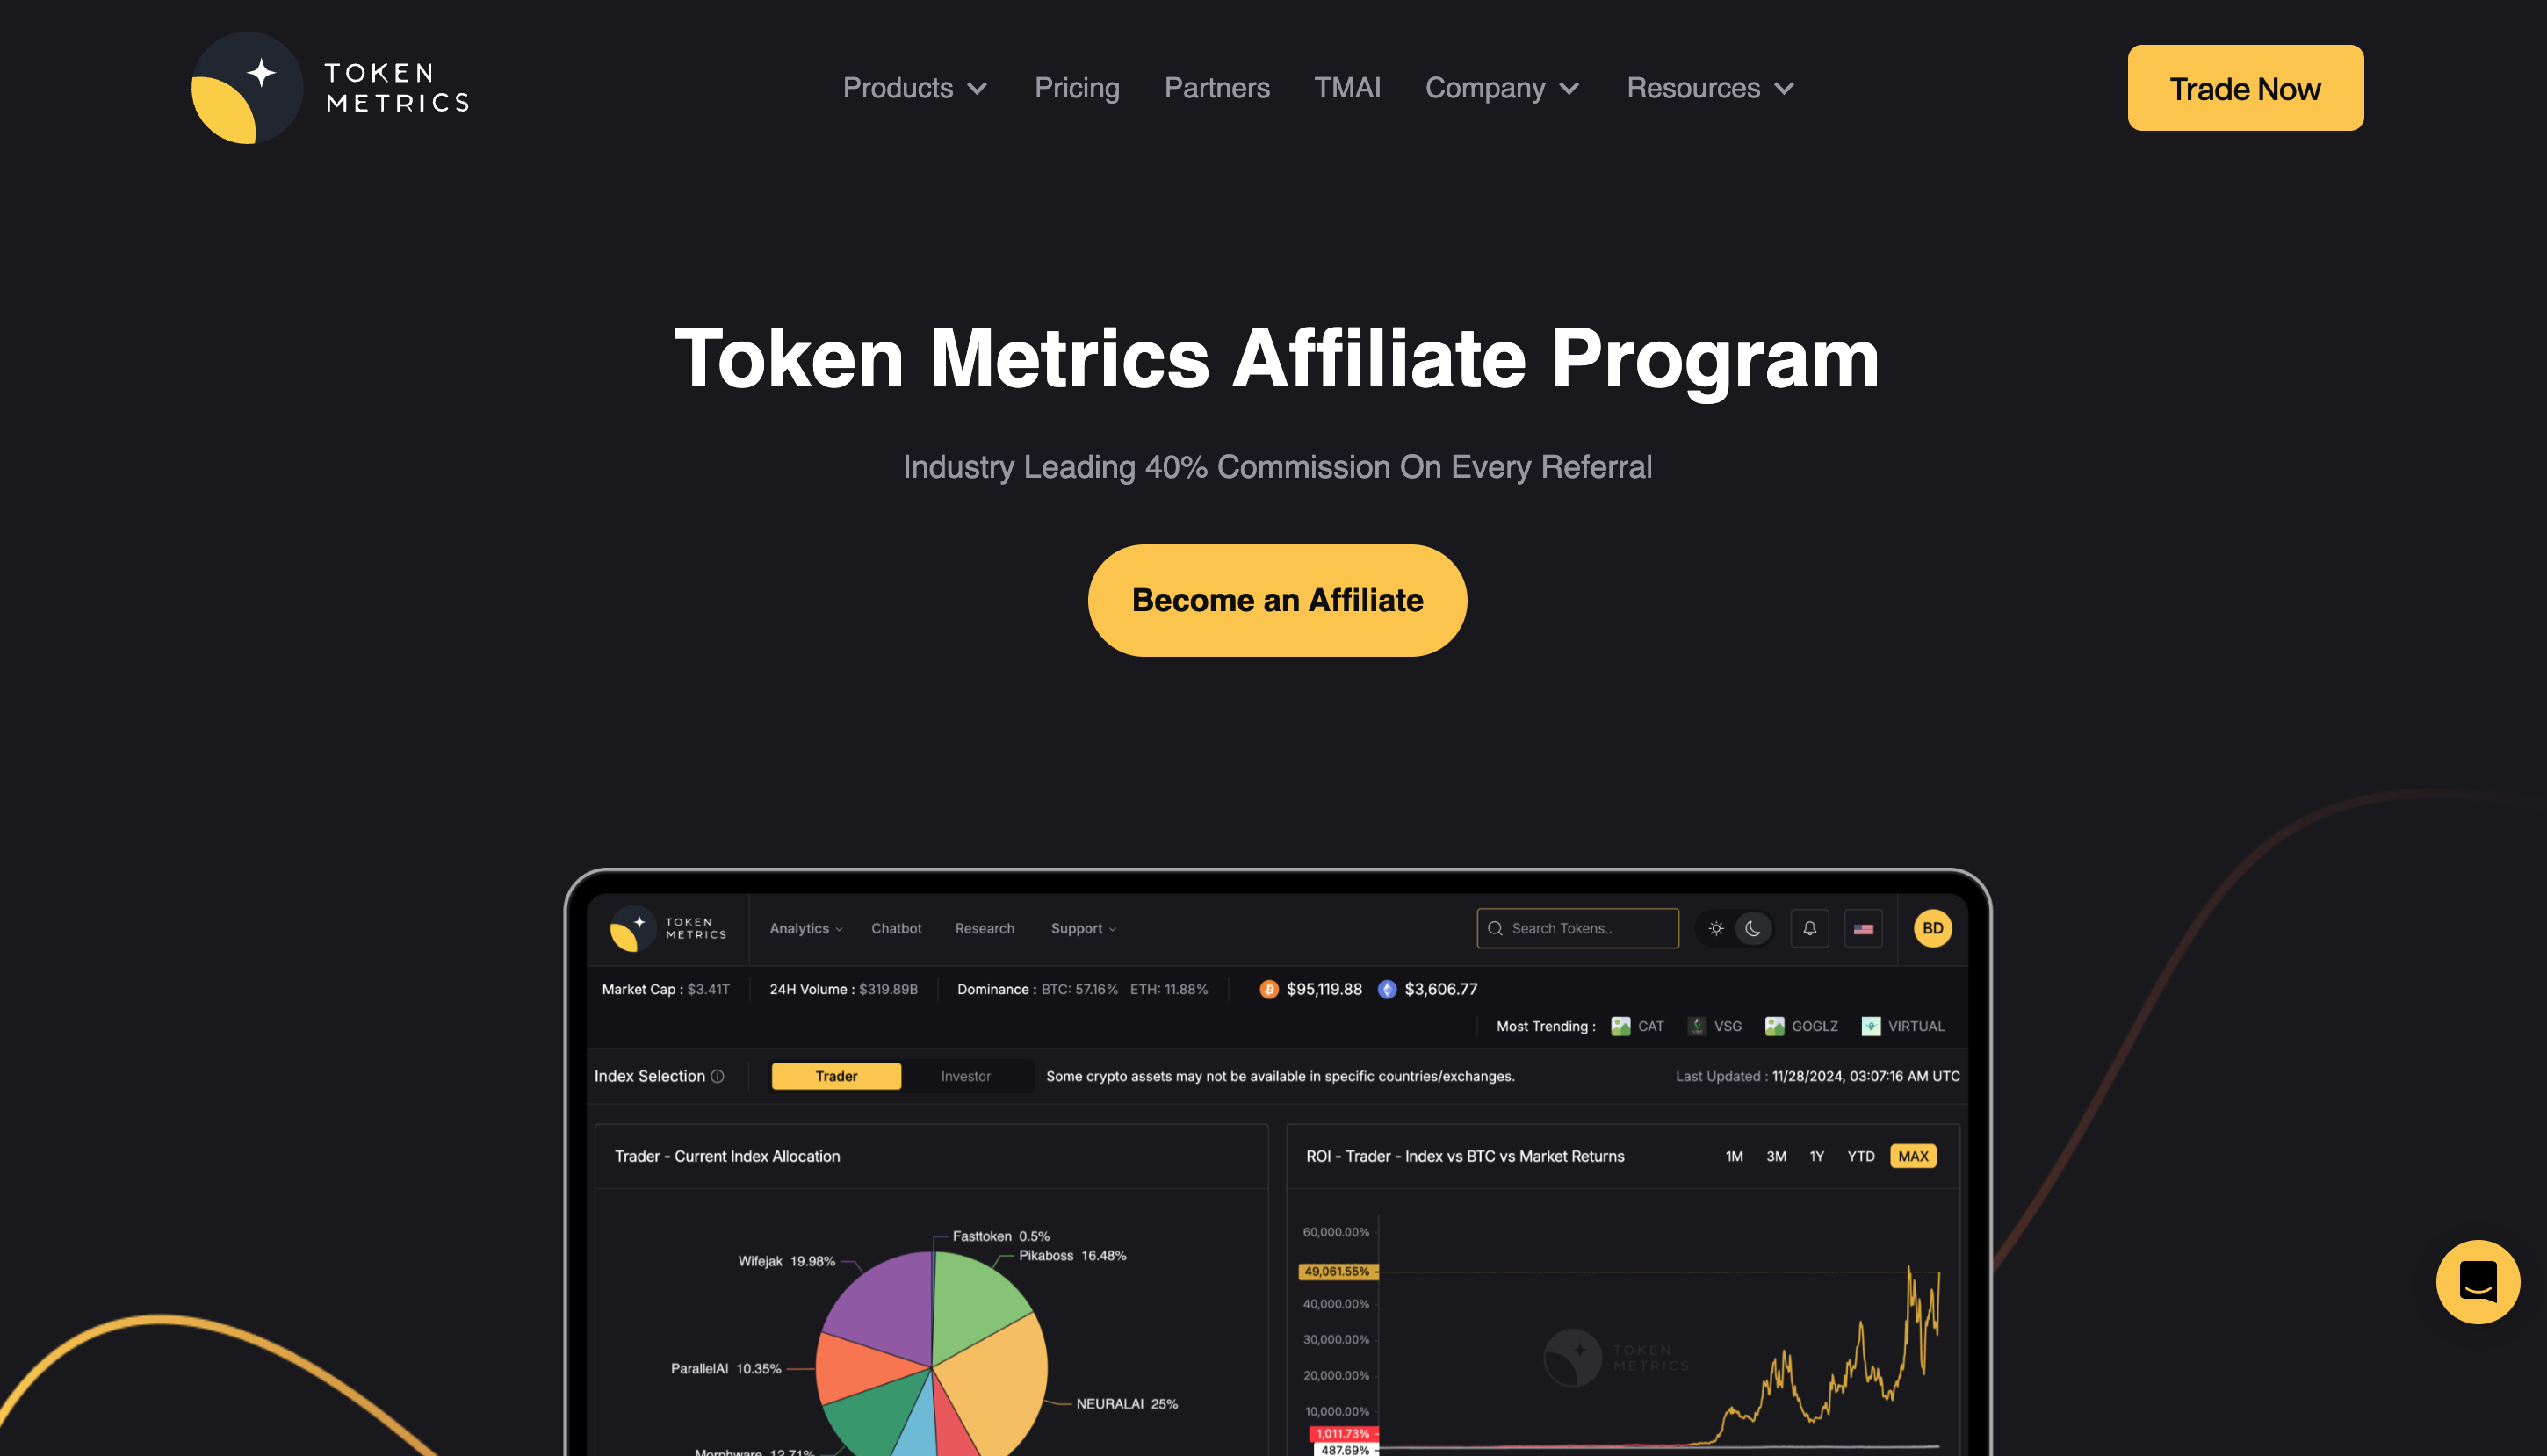 TOKEN
METRICS
Products
Pricing
Partners
TMAI
Company
Resources
Trade Now
Token Metrics Affiliate Program
Industry Leading 40% Commission On Every Referral
Become an Affiliate
TOKEN
METRICS
Analytics
Chatbot
Research
Support
Search Tokens..
BD
Market Cap : $3.41T
24H Volume : $319.89B
Dominance : BTC: 57.16% ETH: 11.88%
$95,119.88
$3,606.77
Most Trending :
CAT
VSG
GOGLZ
VIRTUAL
Index Selection
Trader
Investor
Some crypto assets may not be available in specific countries/exchanges.
Last Updated : 11/28/2024, 03:07:16 AM UTC
Trader - Current Index Allocation
Fasttoken 0.5%
Pikaboss 16.48%
Wifejak 19.98%
ParallelAI 10.35%
NEURALAI 25%
Morphware 12.71%
ROI - Trader - Index vs BTC vs Market Returns
1M
3M
1Y
YTD
MAX
60,000.00%
49,061.55%
40,000.00%
30,000.00%
20,000.00%
10,000.00%
1,011.73%
487.69%
TOKEN
METRICS